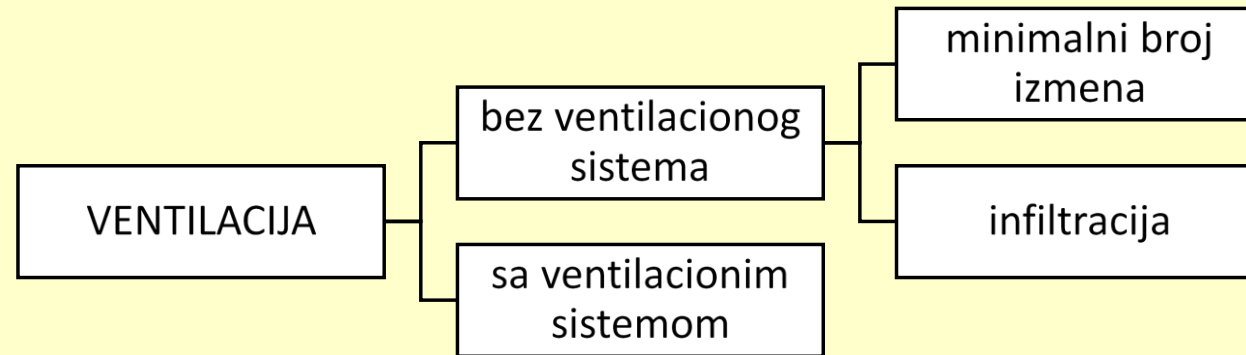 VENTILACIJA
bez ventilacionog
sistema
minimalni broj
izmena
infiltracija
sa ventilacionim
sistemom